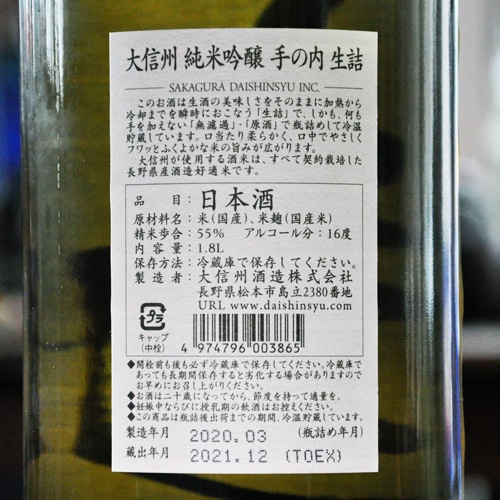 大信州 純米吟醸 手の内 生詰
SAKAGURA DAISHINSYU INC.
このお酒は生酒の美味しさをそのままに加熱から
冷却までを瞬時におこなう「生詰」で、しかも、何も
手を加えない「無濾過」・「原酒」で瓶詰めして冷温
貯蔵しています。口当たり柔らかく、口中でやさしく
フワッとふくよかな米の旨みが広がります。
大信州が使用する酒米は、すべて契約栽培した
長野県産酒造好適米です。
品目:日本酒
原材料名:米(国産)、米麹(国産米)
精米歩合:55% アルコール分:16度
内容量:1.8L
保存方法:冷蔵庫で保存してください。
製造者:大信州酒造株式会社
長野県松本市島立2380番地
URL www.daishinsyu.com
プラ
キャップ
(中栓)
4 974796 003865
◆開栓前も後も必ず冷蔵庫で保存してください。冷蔵庫で
あっても長期間保存すると劣化する場合がありますので
お早めにお召し上がりください。
◆お酒は二十歳になってから、節度を持って適量を。
◆妊娠中ならびに授乳期の飲酒はお控えください。
◆この商品は瓶詰後出荷までの期間、冷温貯蔵しています。
製造年月 2020.03 (瓶詰め年月)
蔵出年月 2021.12 (TOEX)